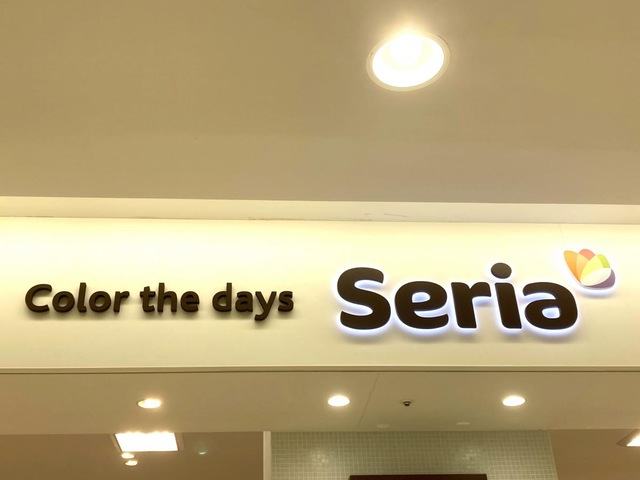 Color the days Seria